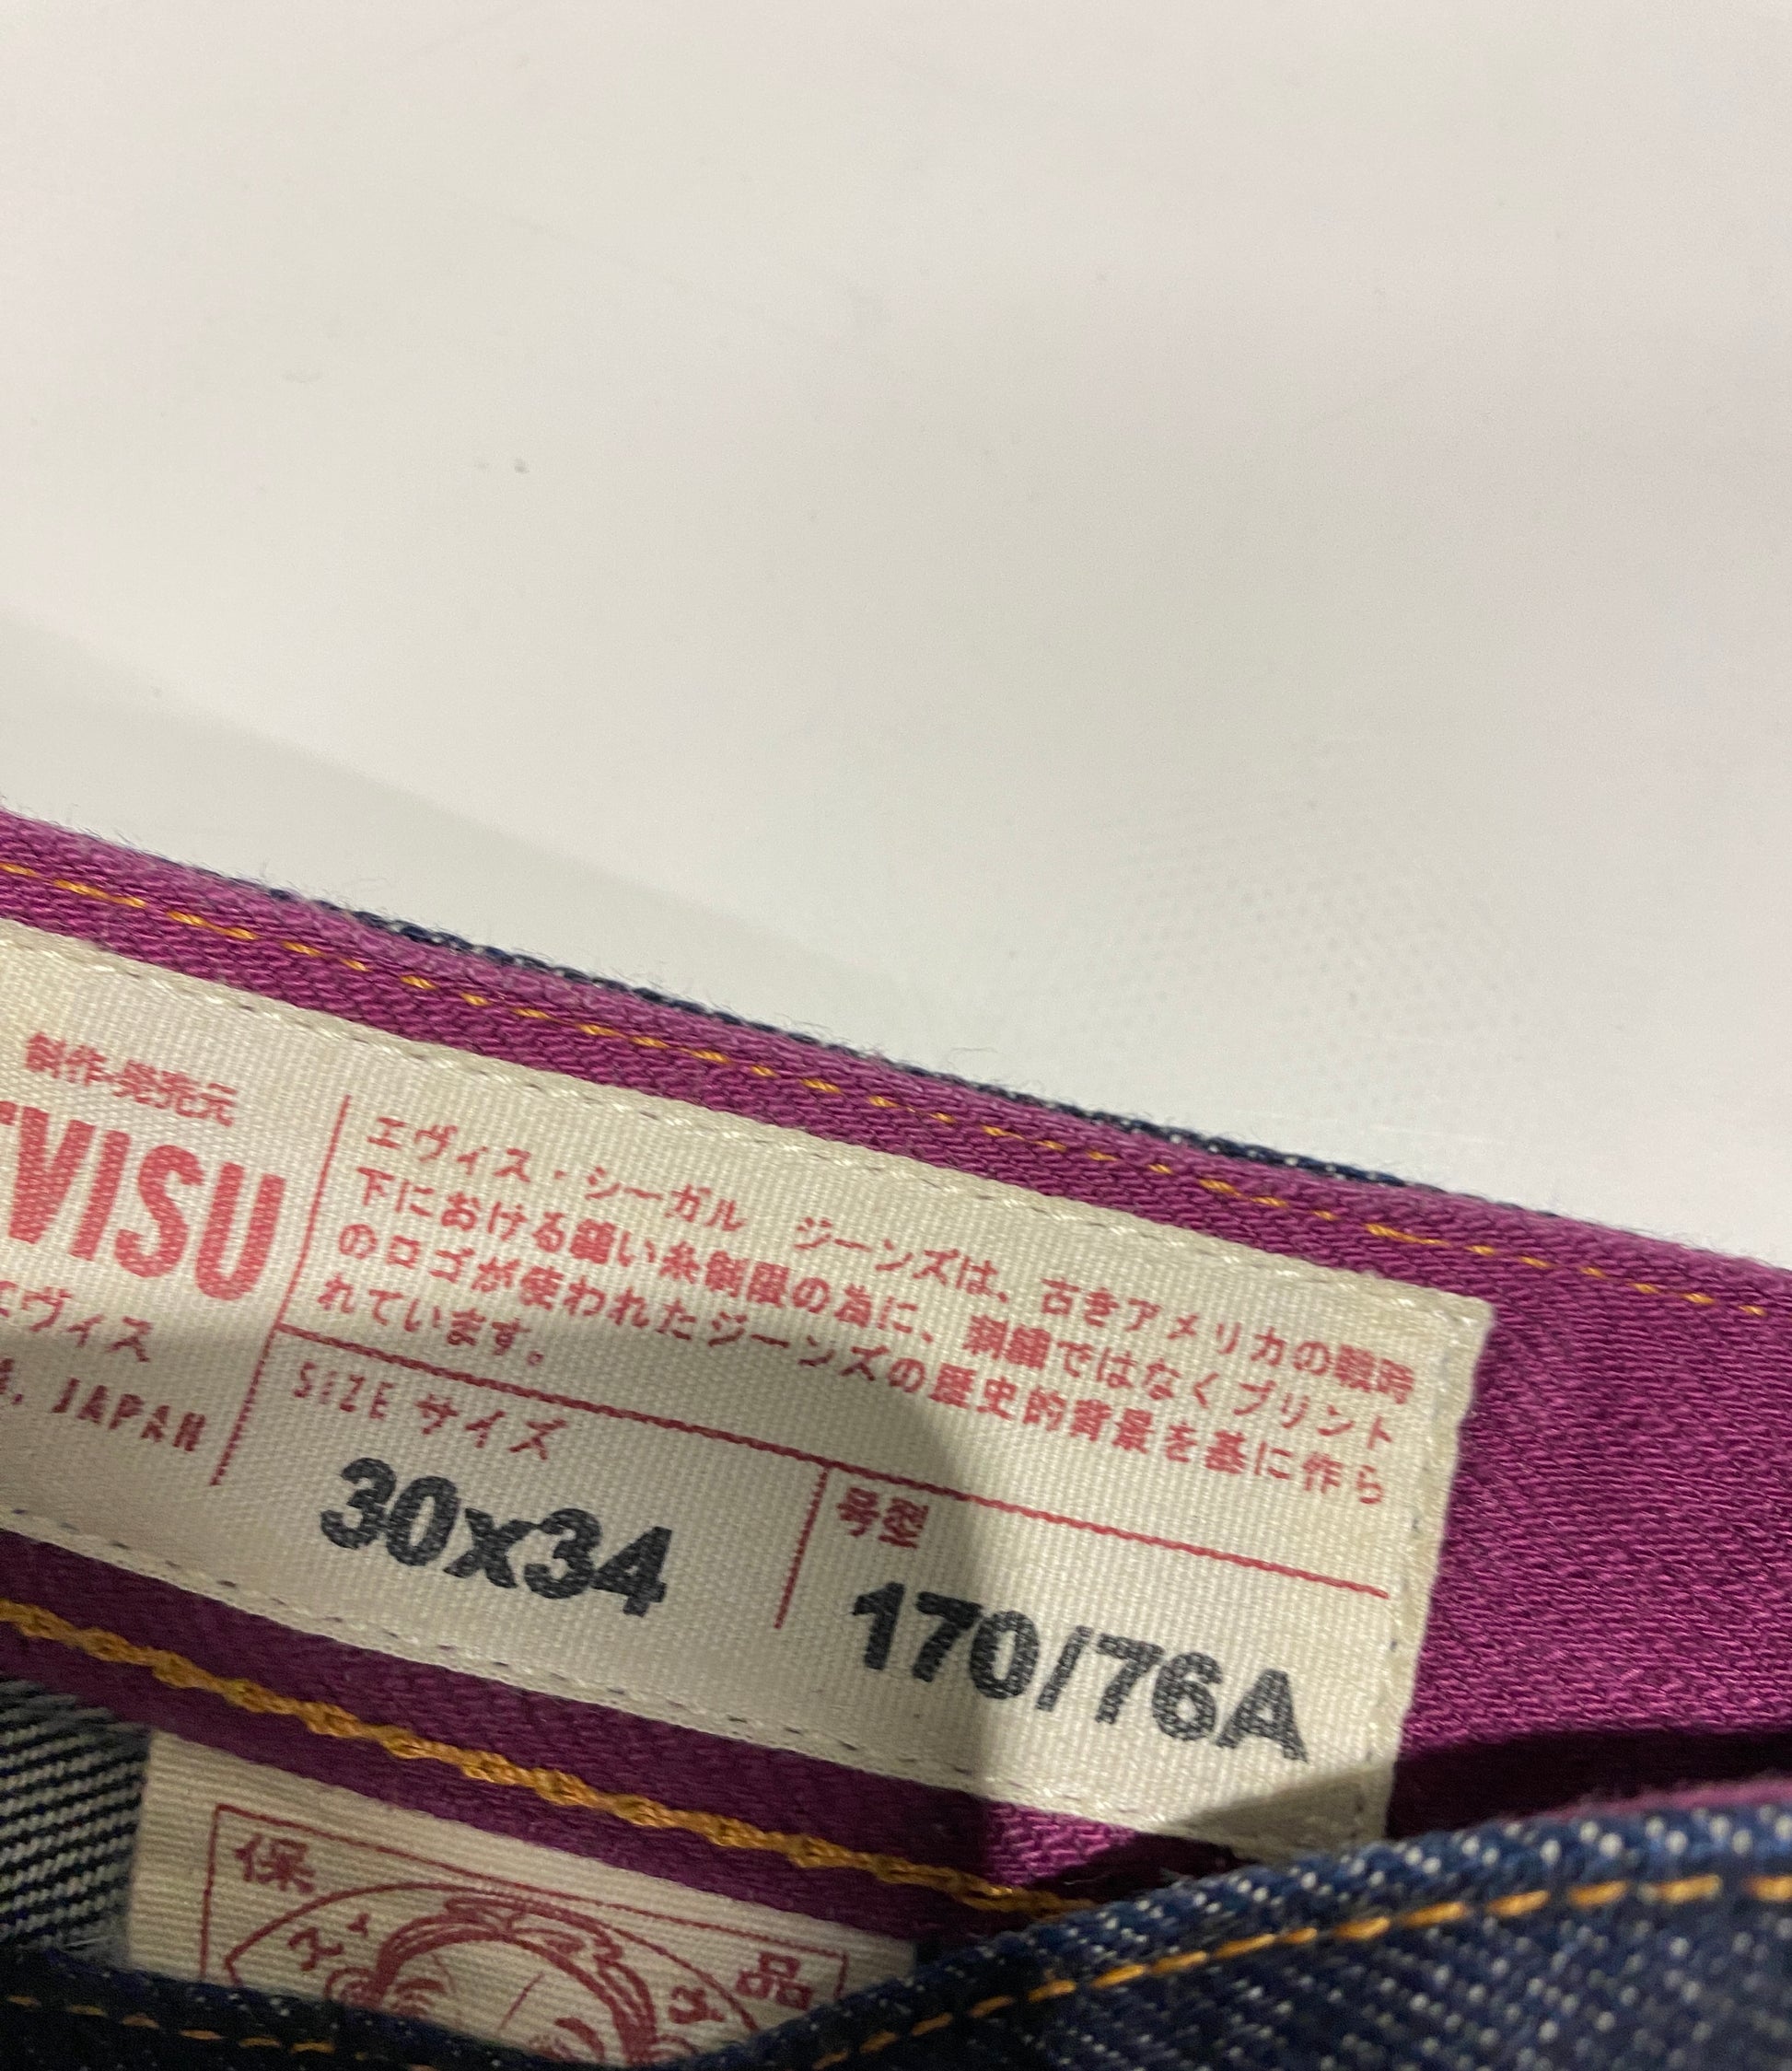 制作・発売元
EVISU
エヴィス
JAPAN
エヴィス・シーガル ジーンズは、古きアメリカの戦時
下における縫い糸制限の為に、刺繍ではなくプリント
のロゴが使われたジーンズの歴史的背景を基に作ら
れています。
SIZE サイズ
30x34
号型
170/76A
保
品